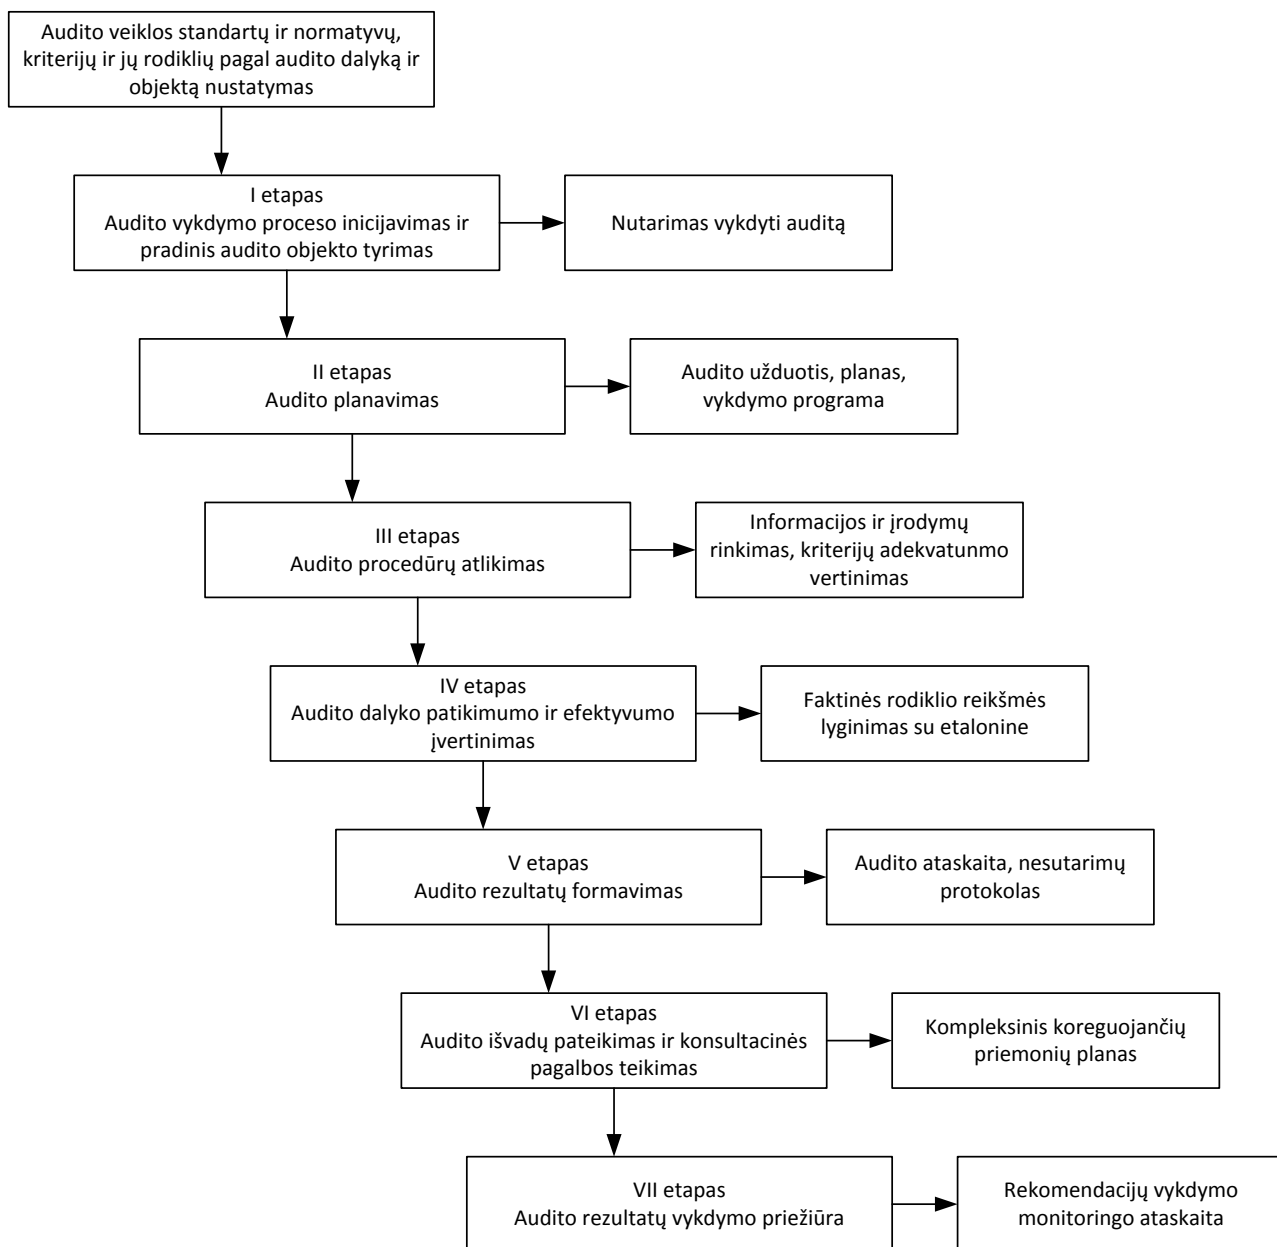 Audito veiklos standartų ir normatyvų,
kriterijų ir jų rodiklių pagal audito dalyką ir
objektą nustatymas
I etapas
Audito vykdymo proceso inicijavimas ir
pradinis audito objekto tyrimas
Nutarimas vykdyti auditą
II etapas
Audito planavimas
Audito užduotis, planas,
vykdymo programa
III etapas
Audito procedūrų atlikimas
Informacijos ir įrodymų
rinkimas, kriterijų adekvatunmo
vertinimas
IV etapas
Audito dalyko patikimumo ir efektyvumo
įvertinimas
Faktinės rodiklio reikšmės
lyginimas su etalonine
V etapas
Audito rezultatų formavimas
Audito ataskaita, nesutarimų
protokolas
VI etapas
Audito išvadų pateikimas ir konsultacinės
pagalbos teikimas
Kompleksinis koreguojančių
priemonių planas
VII etapas
Audito rezultatų vykdymo priežiūra
Rekomendacijų vykdymo
monitoringo ataskaita